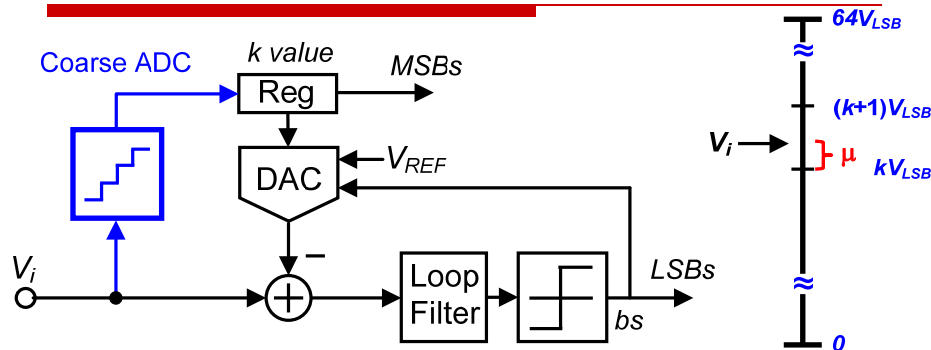 k value
64V_LSB
Coarse ADC
MSBs
Reg
≈
(k+1)V_LSB
V_REF
V_i
μ
DAC
kV_LSB
V_i
−
Loop
Filter
LSBs
+
bs
≈
0